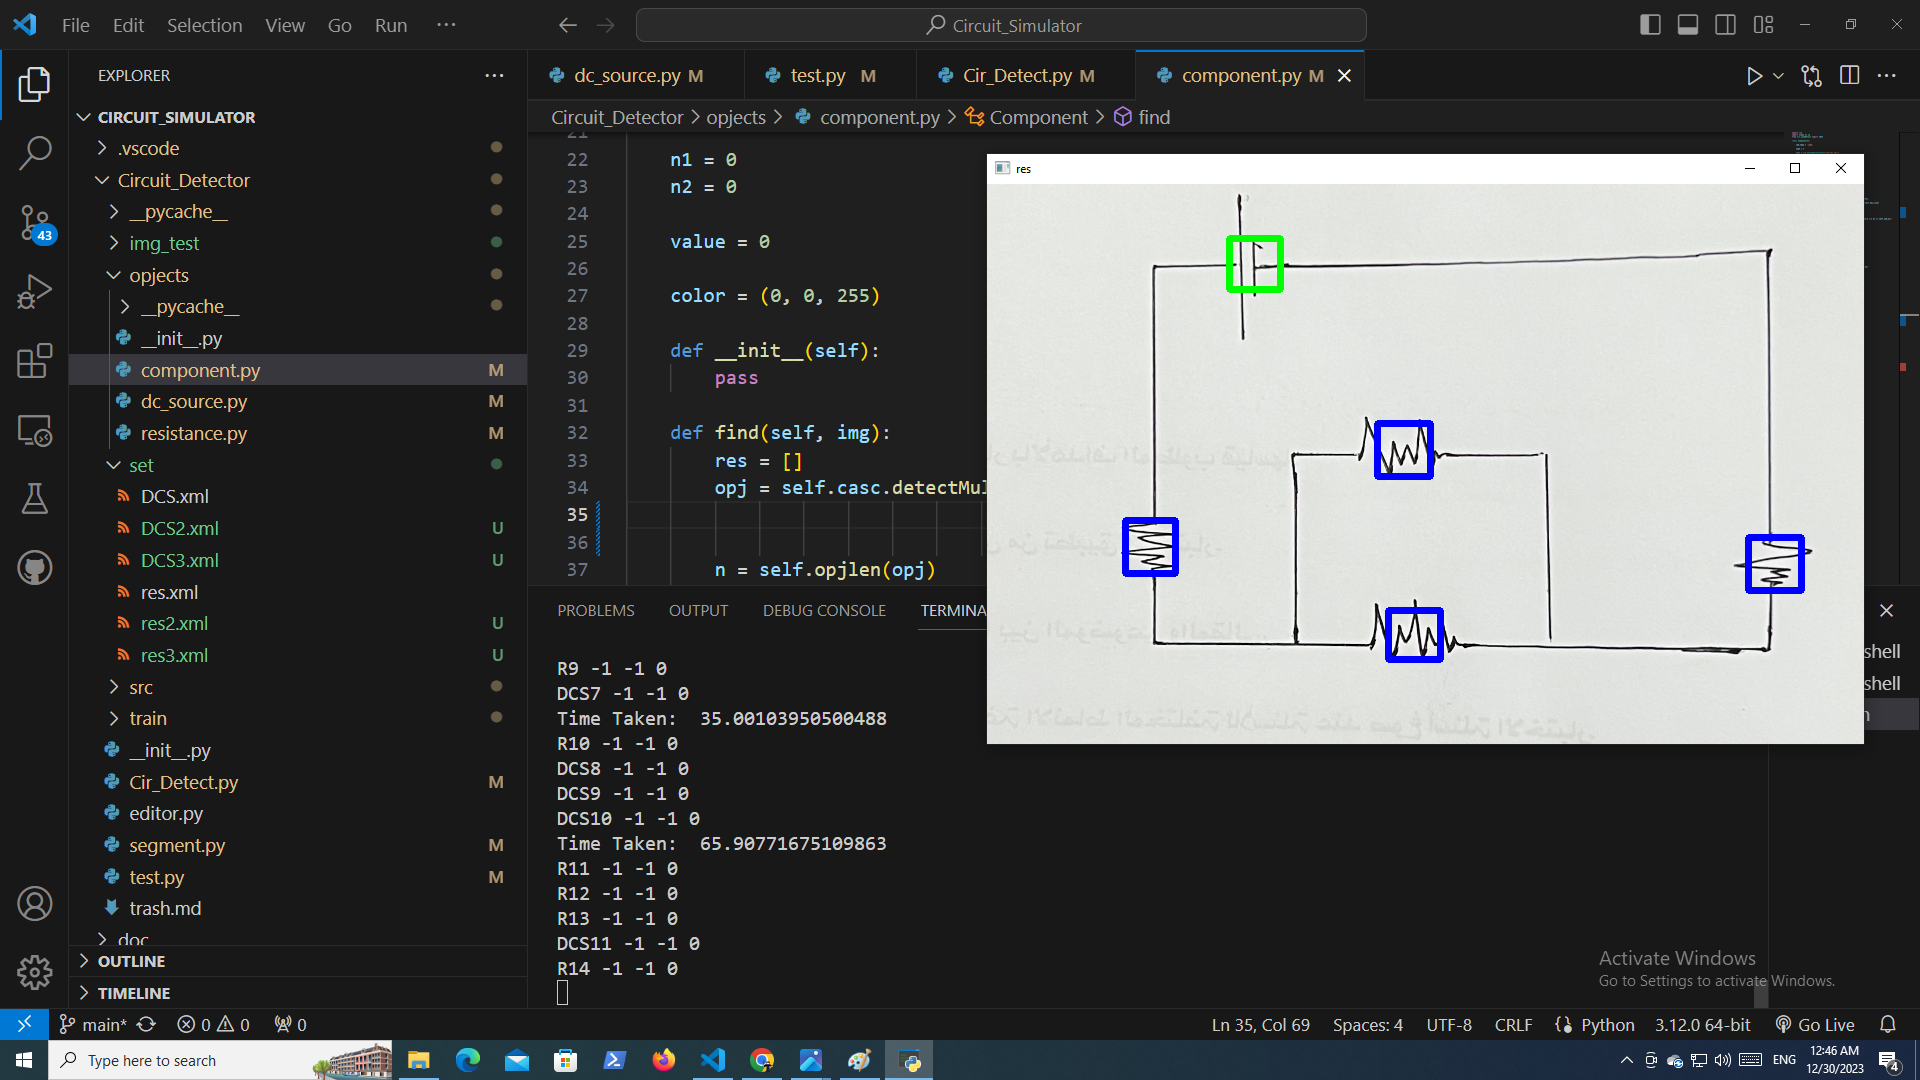 File Edit Selection View Go Run ···
Circuit_Simulator
EXPLORER
CIRCUIT_SIMULATOR
.vscode
Circuit_Detector
__pycache__
img_test
opjects
__pycache__
__init__.py
component.py M
dc_source.py M
resistance.py M
set
DCS.xml
DCS2.xml U
DCS3.xml U
res.xml
res2.xml U
res3.xml U
src
train
__init__.py
Cir_Detect.py M
editor.py
segment.py M
test.py M
trash.md
doc
OUTLINE
TIMELINE
43
dc_source.py M test.py M Cir_Detect.py M component.py M
Circuit_Detector > opjects > component.py > Component > find
21
22 n1 = 0
23 n2 = 0
24
25 value = 0
26
27 color = (0, 0, 255)
28
29 def __init__(self):
30 pass
31
32 def find(self, img):
33 res = []
34 opj = self.casc.detectMul
35
36
37 n = self.opjlen(opj)
res
PROBLEMS OUTPUT DEBUG CONSOLE TERMINA
R9 -1 -1 0
DCS7 -1 -1 0
Time Taken:  35.00103950500488
R10 -1 -1 0
DCS8 -1 -1 0
DCS9 -1 -1 0
DCS10 -1 -1 0
Time Taken:  65.90771675109863
R11 -1 -1 0
R12 -1 -1 0
R13 -1 -1 0
DCS11 -1 -1 0
R14 -1 -1 0
shell
shell
n
Activate Windows
Go to Settings to activate Windows.
main* 0 0 0 Ln 35, Col 69 Spaces: 4 UTF-8 CRLF Python 3.12.0 64-bit Go Live
Type here to search
ENG
12:46 AM
12/30/2023
4